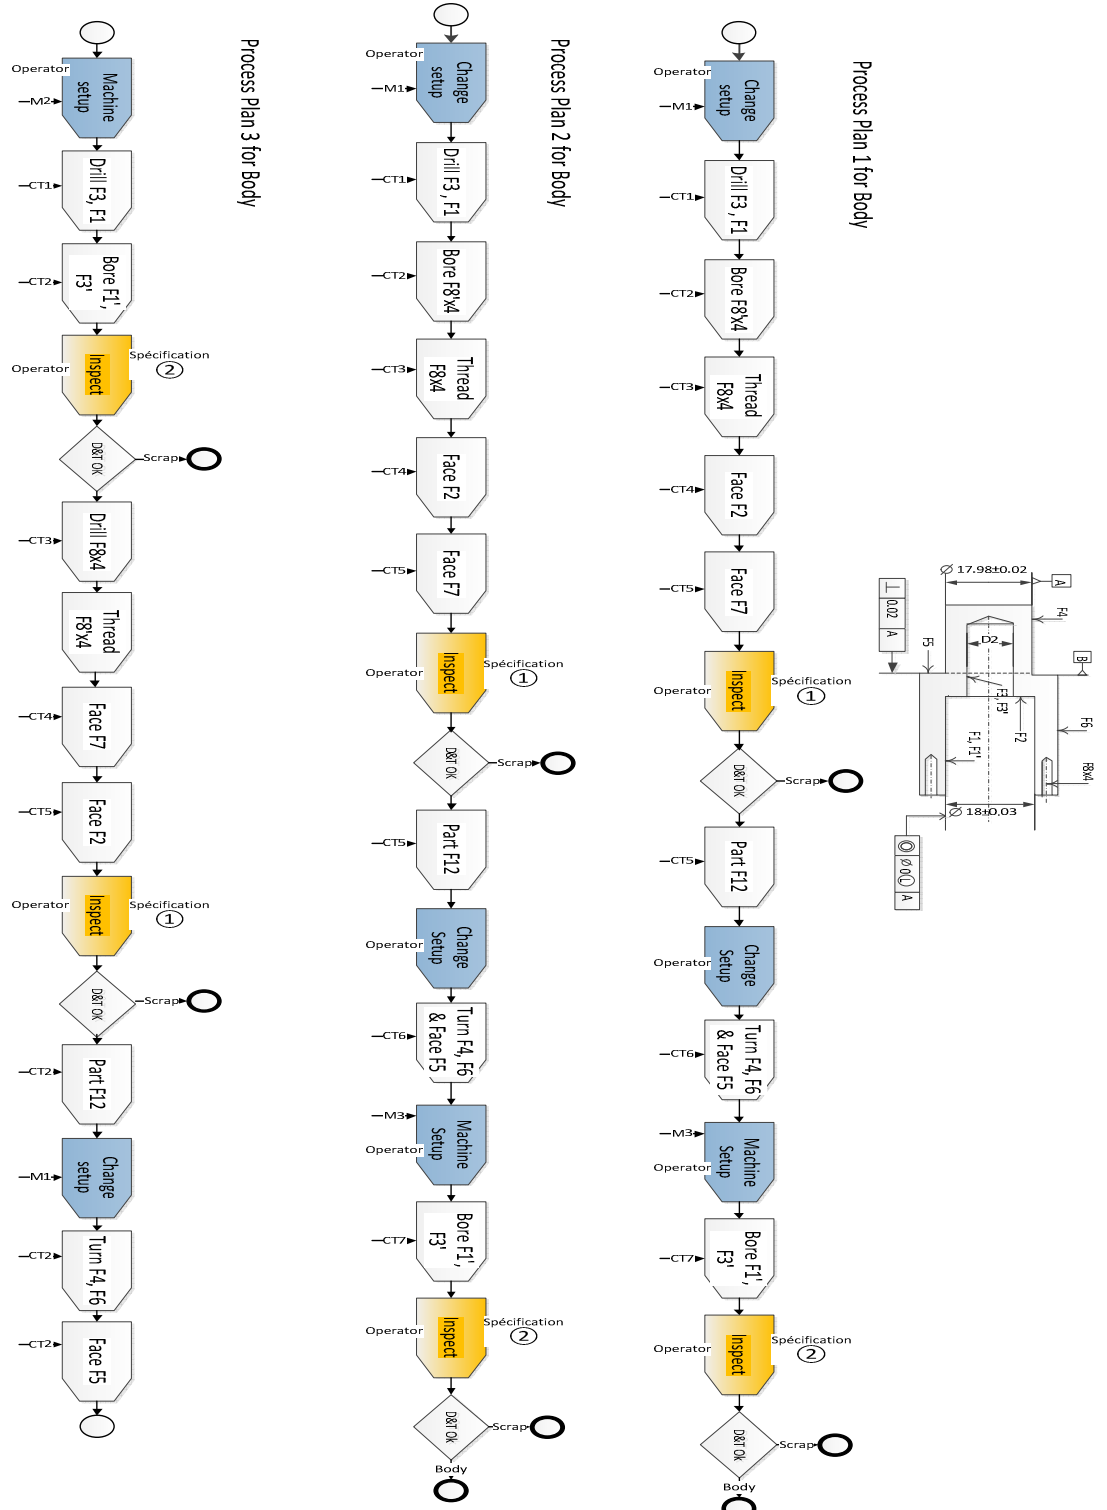 Process Plan 3 for Body
Operator
Machine
setup
M2
Drill F3, F1
CT1
Bore F1',
F3'
CT2
Spécification
2
Inspect
Operator
D&T OK
Scrap
Drill F8x4
CT3
Thread
F8'x4
Face F7
CT4
Face F2
CT5
Spécification
1
Inspect
Operator
D&T OK
Scrap
Part F12
CT2
Change
setup
M1
Turn F4, F6
CT2
Face F5
CT2
Process Plan 2 for Body
Operator
Change
setup
M1
Drill F3 , F1
CT1
Bore F8'x4
CT2
Thread
F8x4
CT3
Face F2
CT4
Face F7
CT5
Spécification
1
Inspect
Operator
D&T OK
Scrap
Part F12
CT5
Change
Setup
Operator
Turn F4, F6
& Face F5
CT6
M3
Machine
Setup
Operator
Bore F1',
F3'
CT7
Spécification
2
Inspect
Operator
D&T OK
Scrap
Body
Process Plan 1 for Body
Operator
Change
setup
M1
Drill F3 , F1
CT1
Bore F8'x4
CT2
Thread
F8x4
CT3
Face F2
CT4
Face F7
CT5
Spécification
1
Inspect
Operator
D&T OK
Scrap
Part F12
CT5
Change
Setup
Operator
Turn F4, F6
& Face F5
CT6
M3
Machine
Setup
Operator
Bore F1',
F3'
CT7
Spécification
2
Inspect
Operator
D&T OK
Scrap
Body
Ø 17.98±0.02
A
F4
⊥ 0.02 A
D2
B
F5
F3, F3'
F2
F6
F1, F1'
F8x4
Ø 18±0,03
◎ Ø 0 Ⓛ A